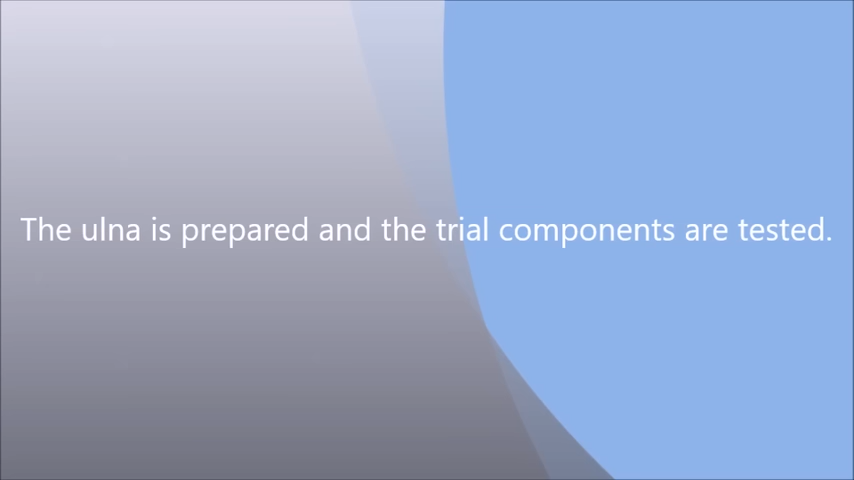 The ulna is prepared and the trial components are tested.